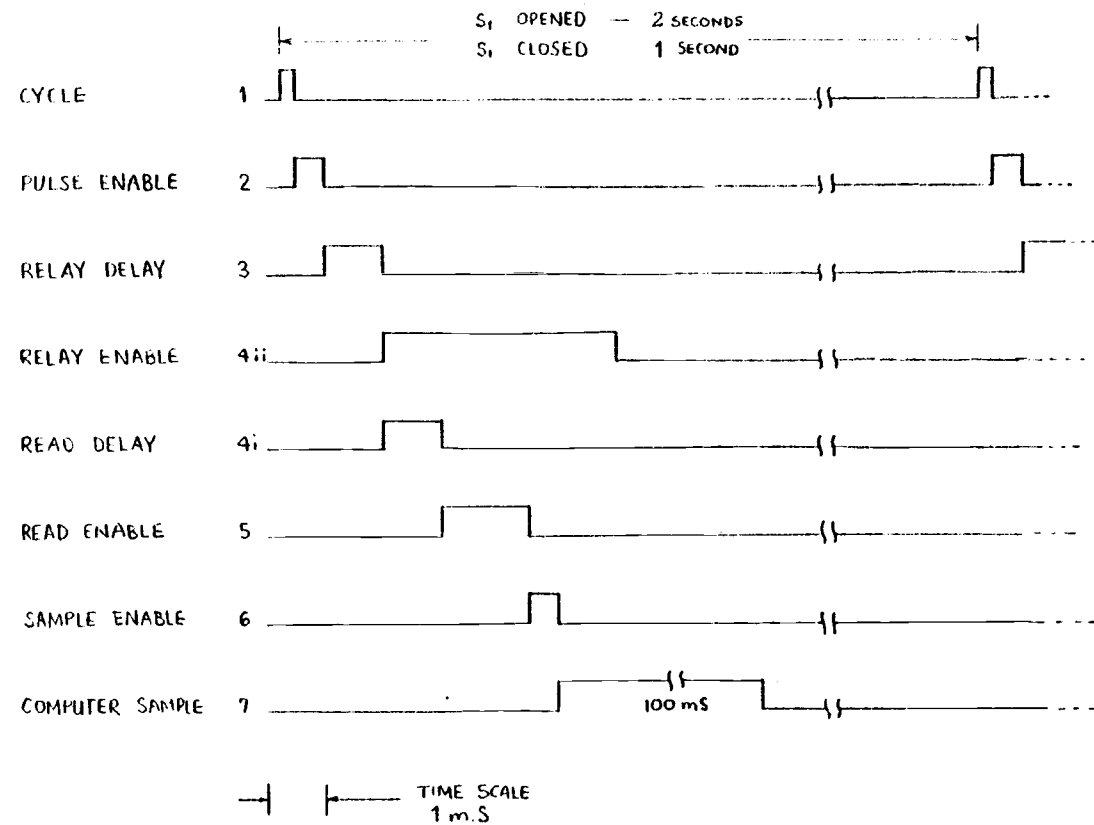 S₁ OPENED — 2 SECONDS
S₁ CLOSED 1 SECOND
CYCLE 1
PULSE ENABLE 2
RELAY DELAY 3
RELAY ENABLE 4ii
READ DELAY 4i
READ ENABLE 5
SAMPLE ENABLE 6
COMPUTER SAMPLE 7
100 mS
TIME SCALE
1 m.S